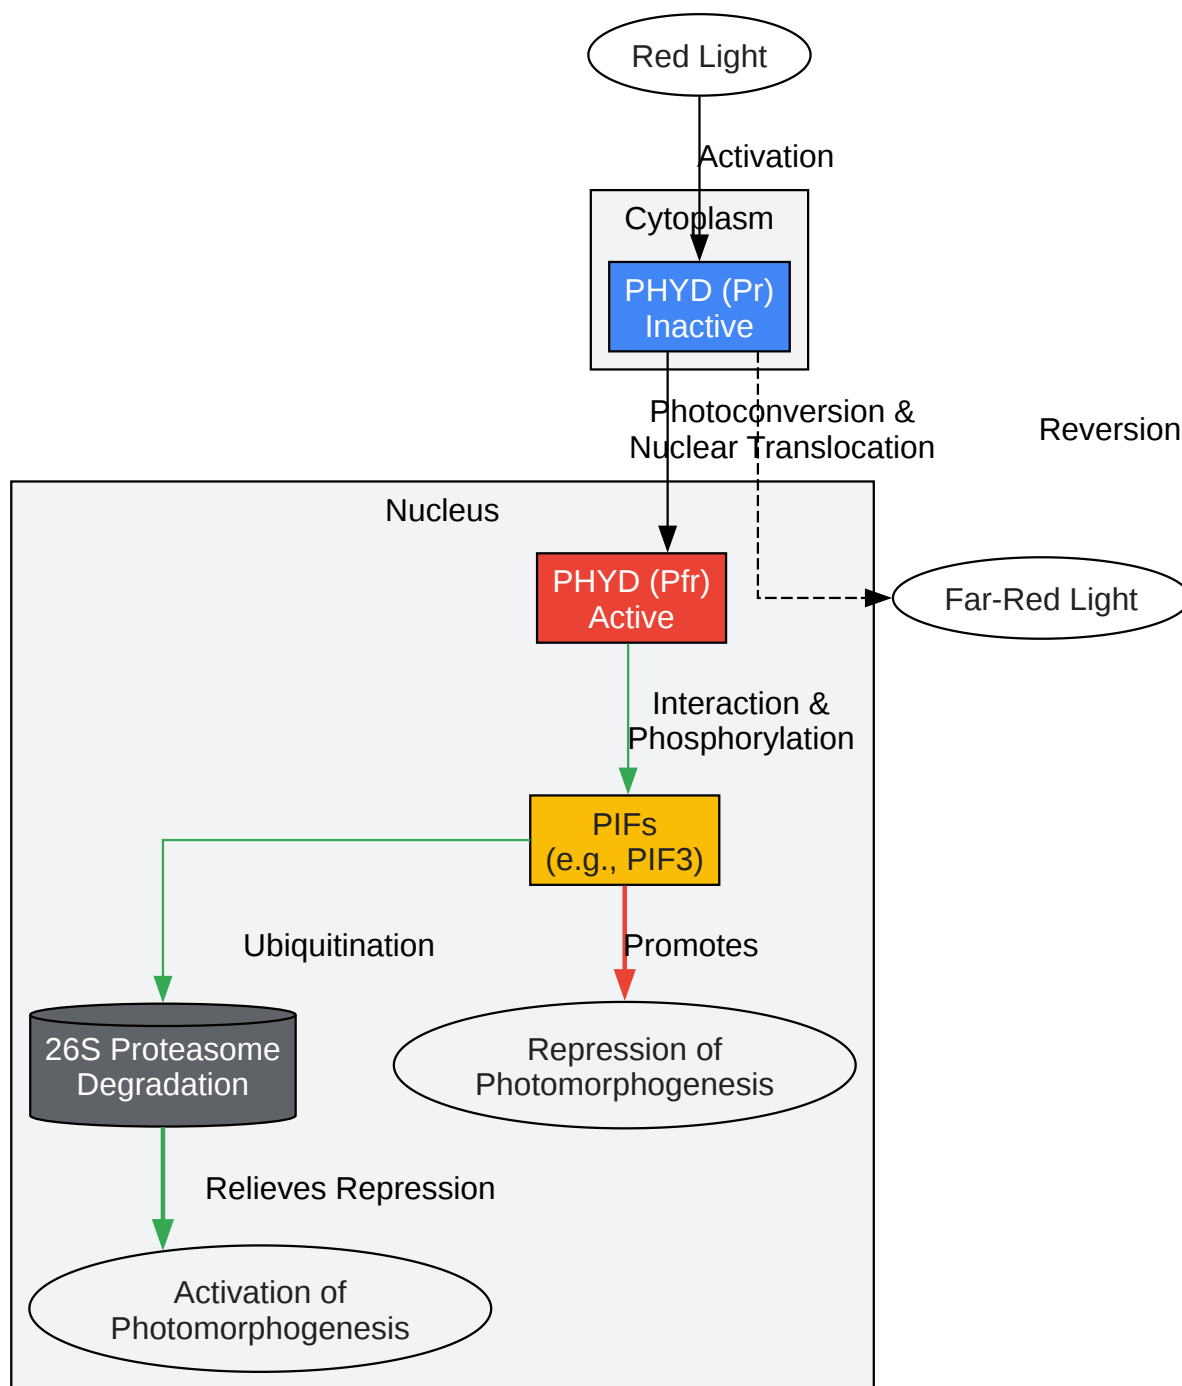 Red Light
Activation
Cytoplasm
PHYD (Pr)
Inactive
Photoconversion &
Nuclear Translocation
Reversion
Nucleus
PHYD (Pfr)
Active
Far-Red Light
Interaction &
Phosphorylation
PIFs
(e.g., PIF3)
Ubiquitination
Promotes
26S Proteasome
Degradation
Repression of
Photomorphogenesis
Relieves Repression
Activation of
Photomorphogenesis